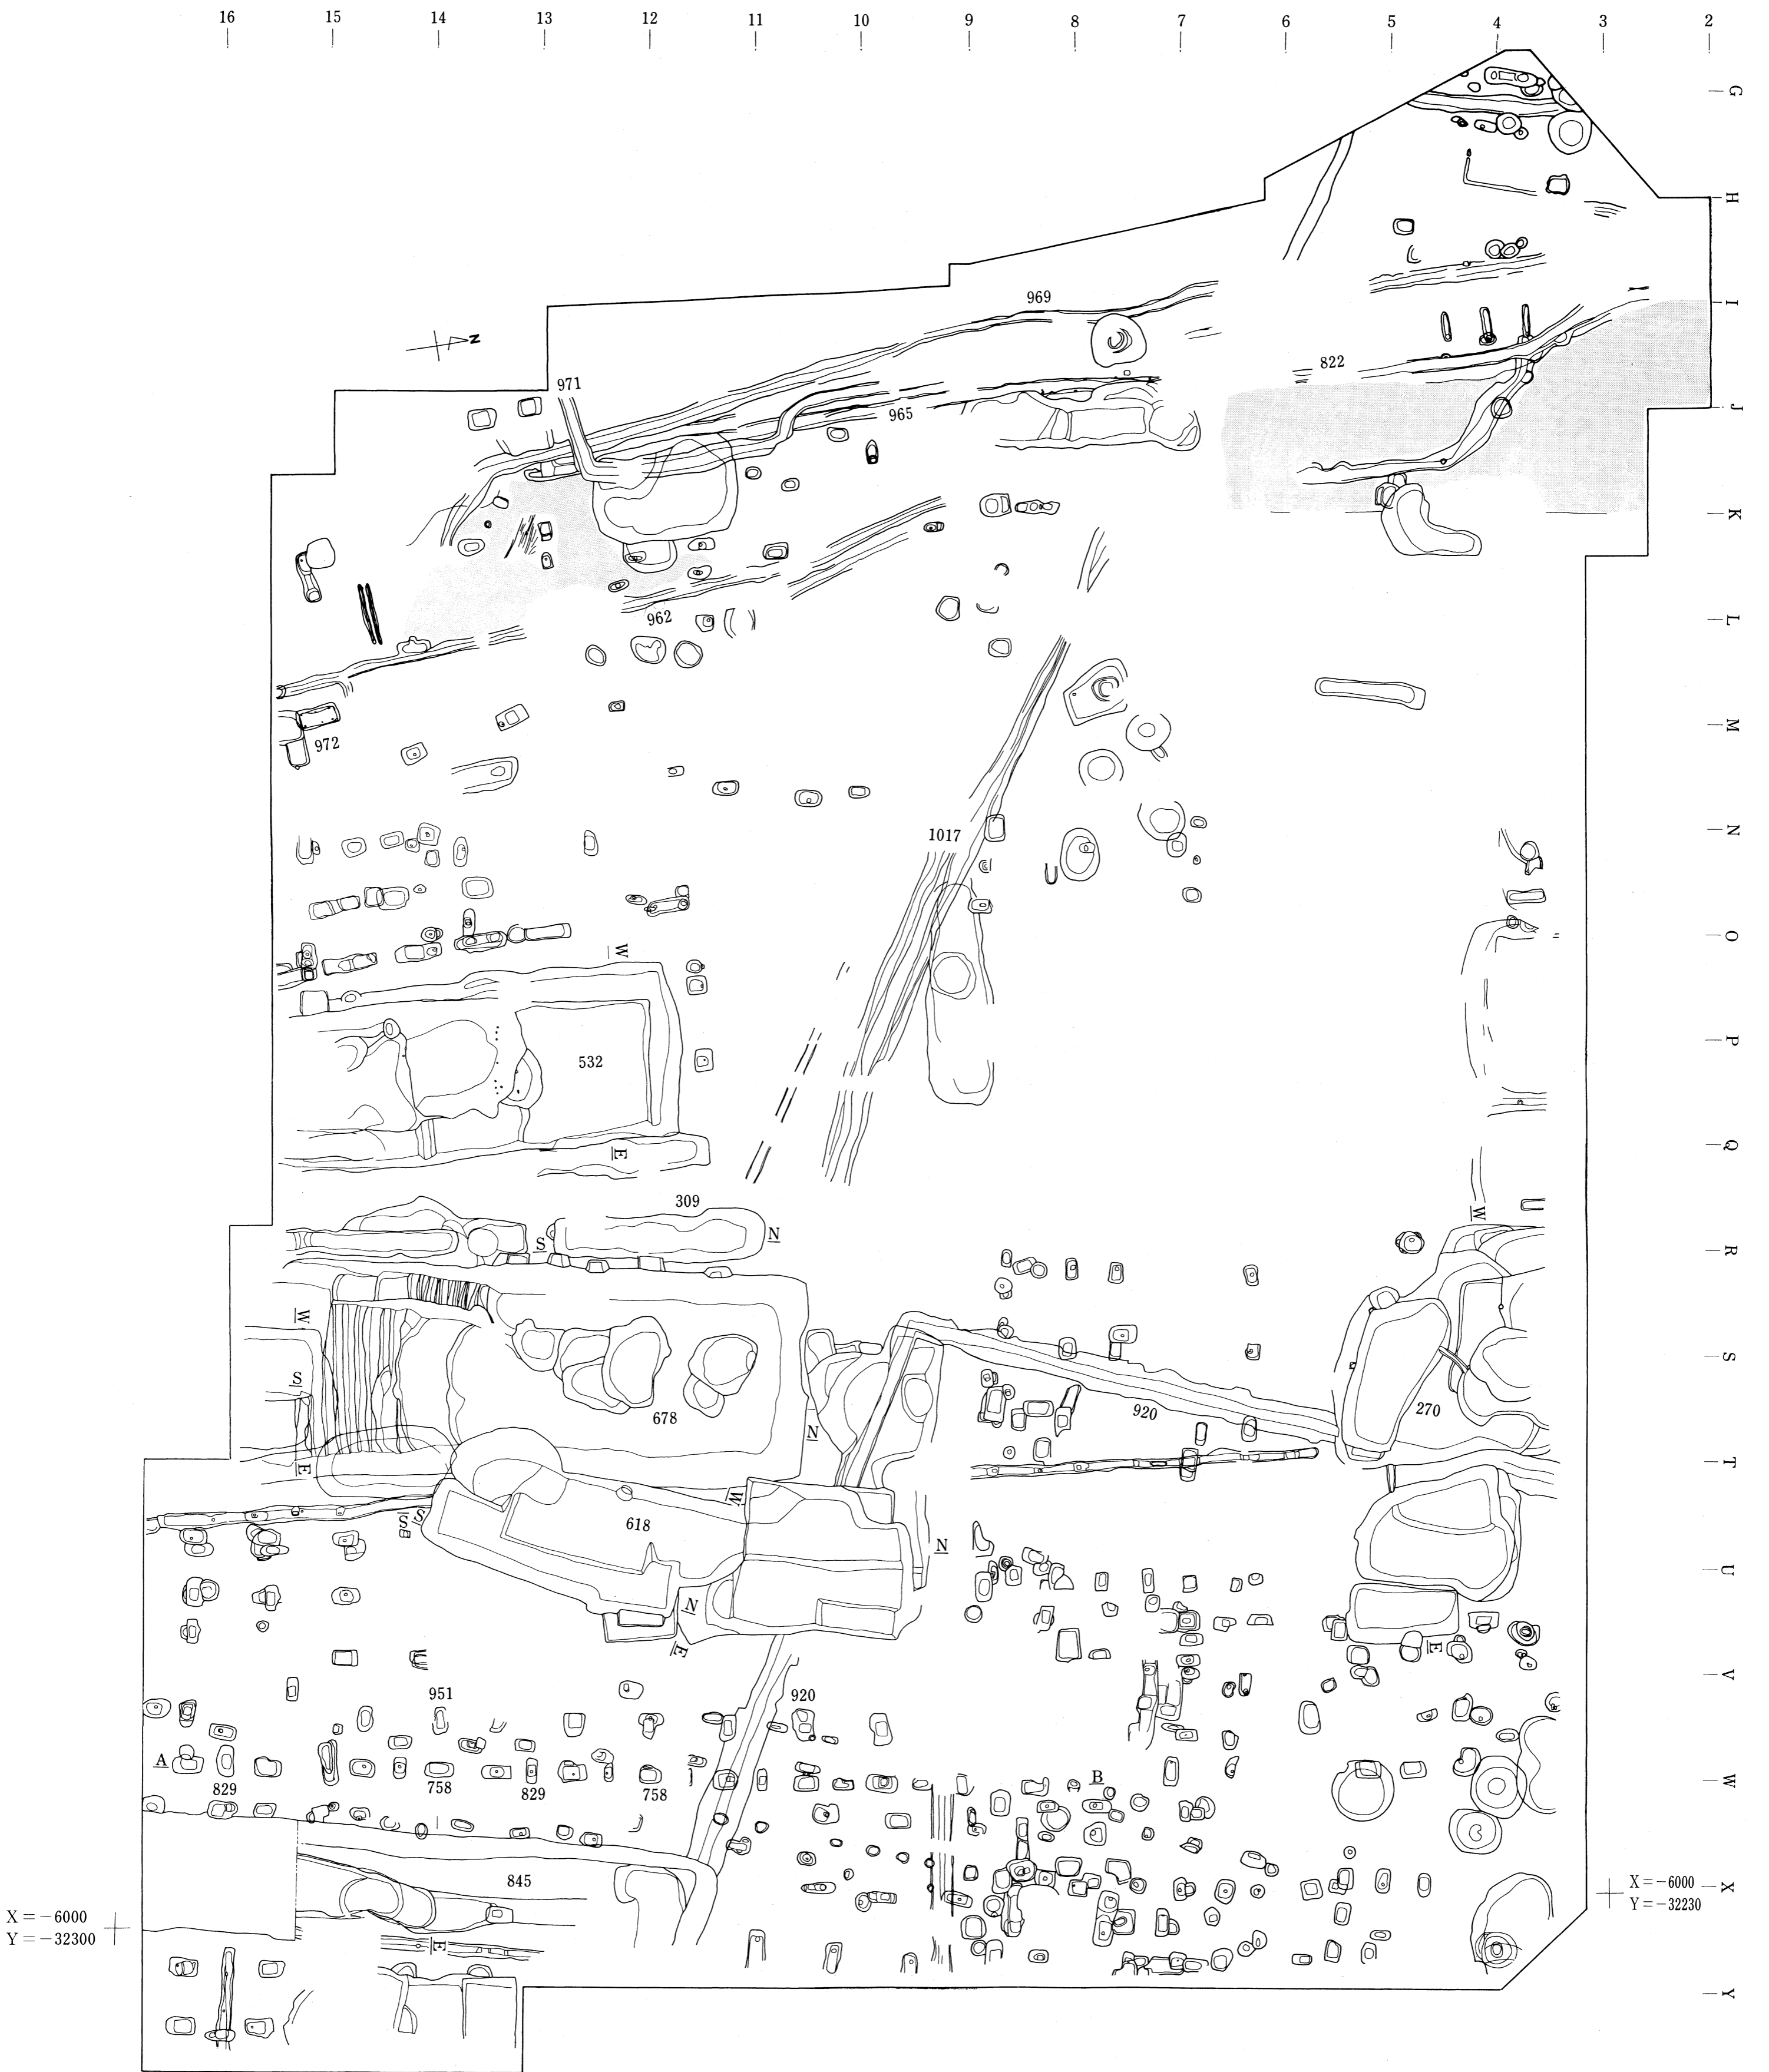 16 15 14 13 12 11 10 9 8 7 6 5 4 3 2
G
H
969
I
N
822
971
J
965
K
962
L
M
972
N
1017
O
W
P
532
Q
E
309
W
N
S
R
W
S
S
920
678
270
N
E
T
W
618
S
S
N
U
N
E
E
V
951
920
A
B
W
829
758
829
758
845
X
X=-6000
Y=-32230
X=-6000
Y=-32300
E
Y